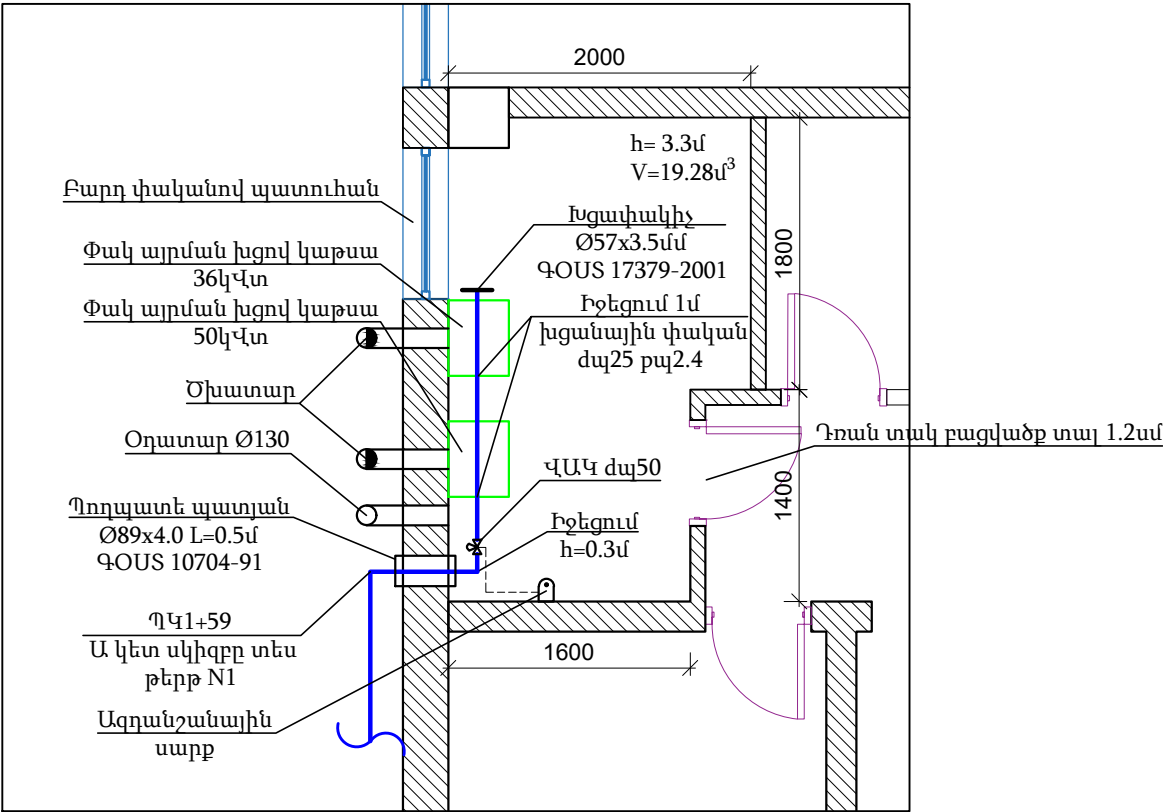 2000
h= 3.3մ
V=19.28մ³
Բարդ փականով պատուհան
Խցափակիչ
Ø57x3.5մմ
ԳՕՍՏ 17379-2001
Փակ այրման խցով կաթսա
36կՎտ
Փակ այրման խցով կաթսա
50կՎտ
Իջեցում 1մ
խցանային փական
dպ25 բպ2.4
1800
Ծխատար
Օդատար Ø130
Դռան տակ բացվածք տալ 1.2սմ
ՎԱԿ dպ50
1400
Պողպատե պատյան
Ø89x4.0 L=0.5մ
ԳՕՍՏ 10704-91
Իջեցում
h=0.3մ
ՊԿ1+59
Ա կետ սկիզբը տես
թերթ N1
1600
Ազդանշանային
սարք